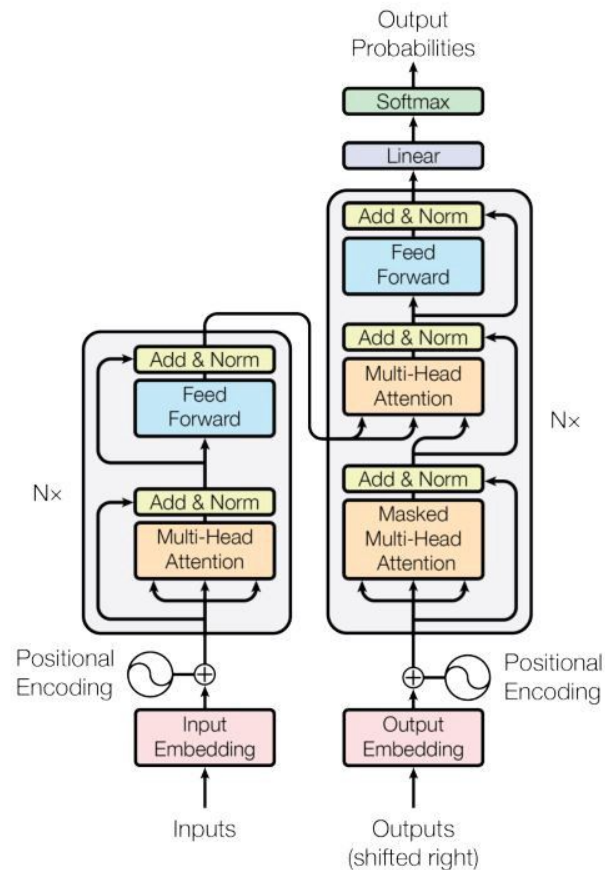 Output
Probabilities
Softmax
Linear
Add & Norm
Feed
Forward
Add & Norm
Multi-Head
Attention
Add & Norm
Masked
Multi-Head
Attention
Nx
Add & Norm
Feed
Forward
Add & Norm
Multi-Head
Attention
Nx
Positional
Encoding
Positional
Encoding
Input
Embedding
Output
Embedding
Inputs
Outputs
(shifted right)